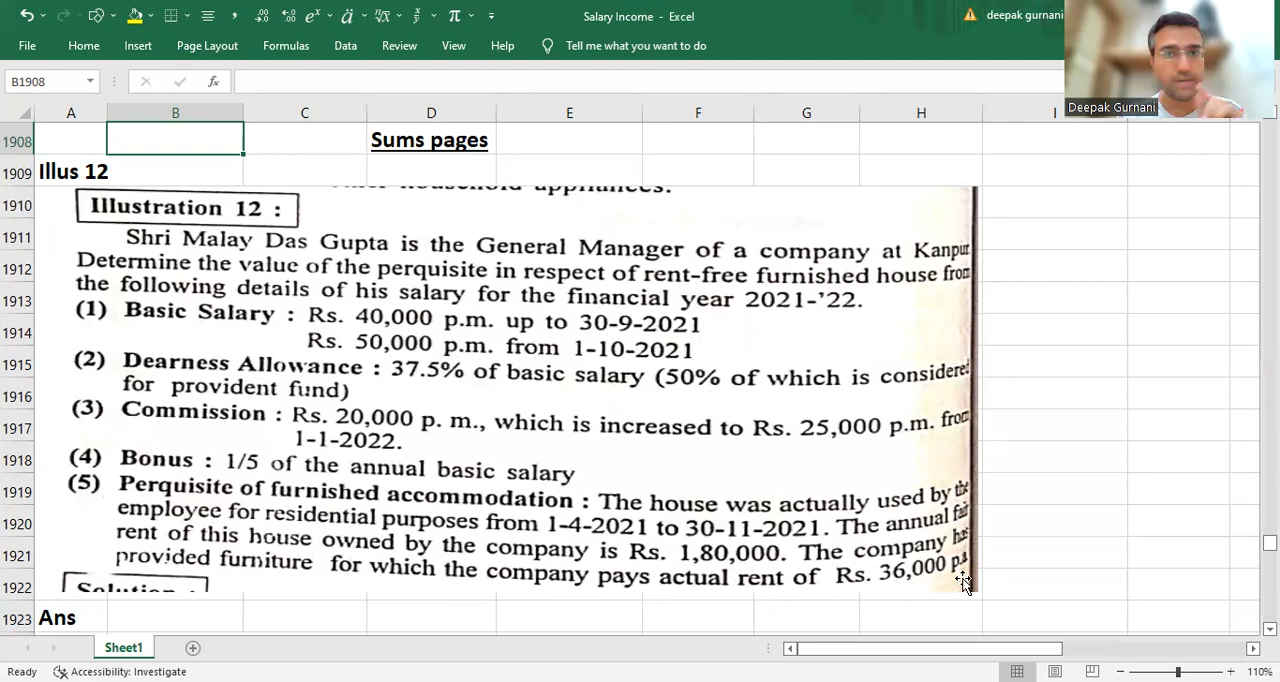 Salary Income - Excel
deepak gurnani
File Home Insert Page Layout Formulas Data Review View Help Tell me what you want to do
B1908
fx
Deepak Gurnani
A B C D E F G H I
1908 Sums pages
1909 Illus 12
1910 Illustration 12 :
1911 Shri Malay Das Gupta is the General Manager of a company at Kanpur
1912 Determine the value of the perquisite in respect of rent-free furnished house from
1913 the following details of his salary for the financial year 2021-'22.
(1) Basic Salary : Rs. 40,000 p.m. up to 30-9-2021
1914 Rs. 50,000 p.m. from 1-10-2021
1915 (2) Dearness Allowance : 37.5% of basic salary (50% of which is considered
1916 for provident fund)
1917 (3) Commission : Rs. 20,000 p. m., which is increased to Rs. 25,000 p.m. from
1-1-2022.
1918 (4) Bonus : 1/5 of the annual basic salary
1919 (5) Perquisite of furnished accommodation : The house was actually used by the
1920 employee for residential purposes from 1-4-2021 to 30-11-2021. The annual fair
1921 rent of this house owned by the company is Rs. 1,80,000. The company has
provided furniture for which the company pays actual rent of Rs. 36,000 p.a
1922
1923 Ans
Sheet1
Ready Accessibility: Investigate 110%